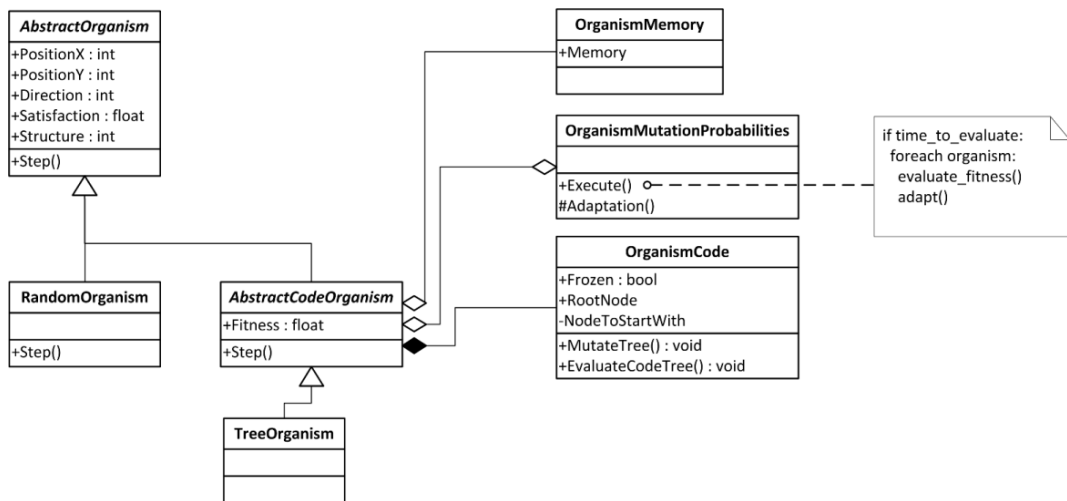 AbstractOrganism
+PositionX : int
+PositionY : int
+Direction : int
+Satisfaction : float
+Structure : int
+Step()
OrganismMemory
+Memory
OrganismMutationProbabilities
+Execute()
#Adaptation()
if time_to_evaluate:
foreach organism:
evaluate_fitness()
adapt()
RandomOrganism
+Step()
AbstractCodeOrganism
+Fitness : float
+Step()
OrganismCode
+Frozen : bool
+RootNode
-NodeToStartWith
+MutateTree() : void
+EvaluateCodeTree() : void
TreeOrganism